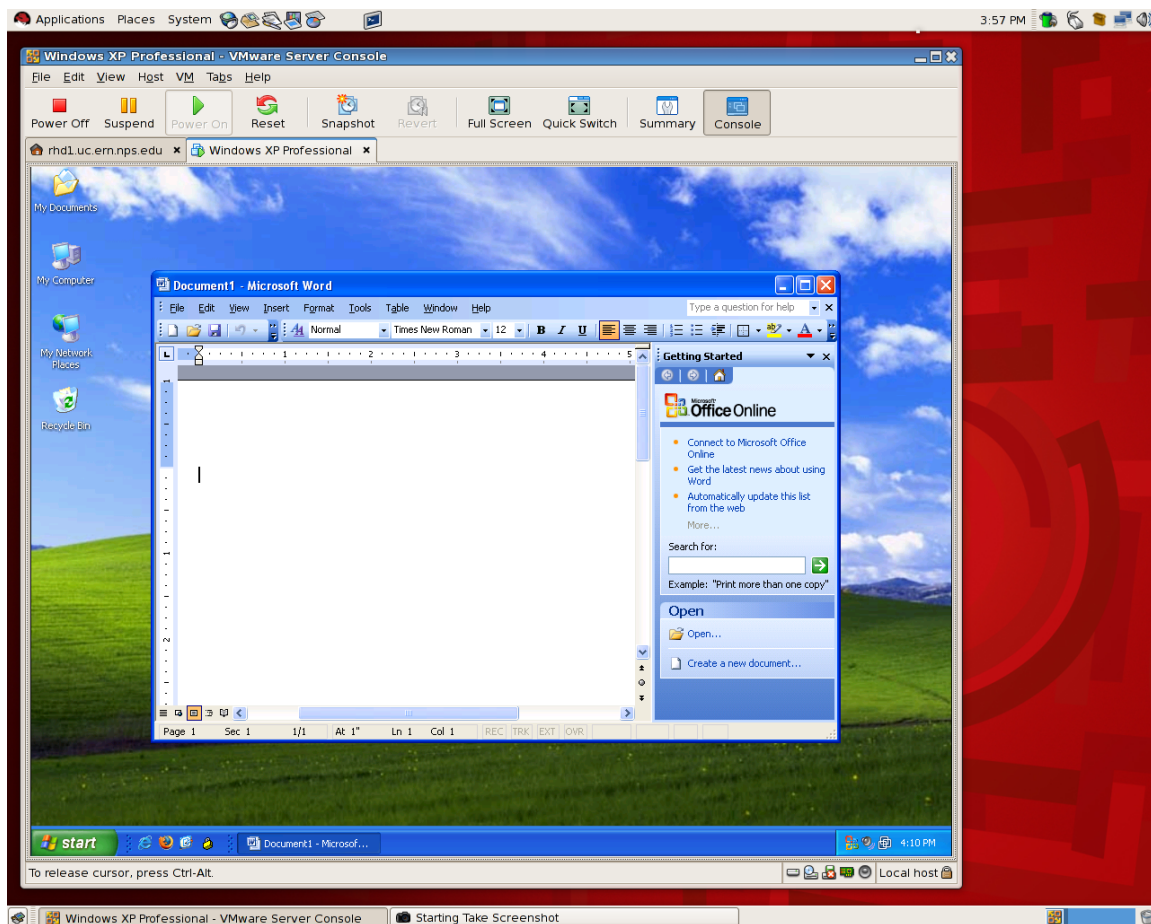 Applications Places System 3:57 PM
Windows XP Professional - VMware Server Console
File Edit View Host VM Tabs Help
Power Off Suspend Power On Reset Snapshot Revert Full Screen Quick Switch Summary Console
rhd1.uc.ern.nps.edu Windows XP Professional
My Documents
My Computer
My Network
Places
Recycle Bin
Document1 - Microsoft Word
File Edit View Insert Format Tools Table Window Help Type a question for help
Normal Times New Roman 12 B I U A
1 2 3 4 5
Getting Started
Microsoft
Office Online
Connect to Microsoft Office
Online
Get the latest news about using
Word
Automatically update this list
from the web
More...
Search for:
Example: "Print more than one copy"
Open
Open...
Create a new document...
Page 1 Sec 1 1/1 At 1" Ln 1 Col 1 REC TRK EXT OVR
start Document1 - Microsof... 4:10 PM
To release cursor, press Ctrl-Alt. Local host
Windows XP Professional - VMware Server Console Starting Take Screenshot